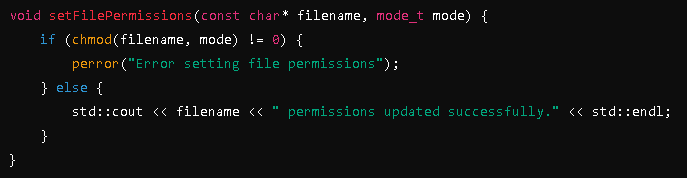 void setFilePermissions(const char* filename, mode_t mode) {
    if (chmod(filename, mode) != 0) {
        perror("Error setting file permissions");
    } else {
        std::cout << filename << " permissions updated successfully." << std::endl;
    }
}